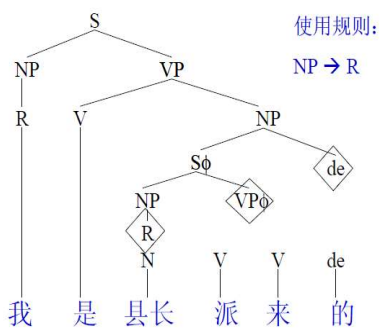 S
使用规则：
NP VP
NP → R
R V NP
Sϕ de
NP VPϕ
R
N V V de
我 是 县长 派 来 的